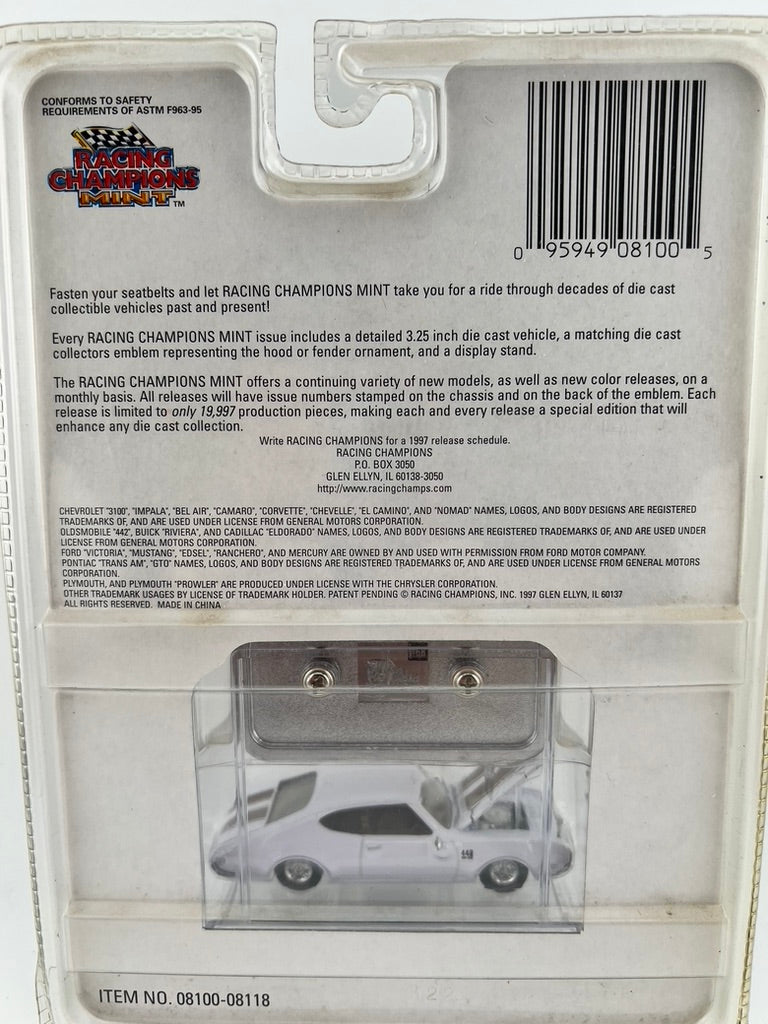 CONFORMS TO SAFETY
REQUIREMENTS OF ASTM F963-95
RACING
CHAMPIONS
MINT™
0 95949 08100 5
Fasten your seatbelts and let RACING CHAMPIONS MINT take you for a ride through decades of die cast
collectible vehicles past and present!
Every RACING CHAMPIONS MINT issue includes a detailed 3.25 inch die cast vehicle, a matching die cast
collectors emblem representing the hood or fender ornament, and a display stand.
The RACING CHAMPIONS MINT offers a continuing variety of new models, as well as new color releases, on a
monthly basis. All releases will have issue numbers stamped on the chassis and on the back of the emblem. Each
release is limited to only 19,997 production pieces, making each and every release a special edition that will
enhance any die cast collection.
Write RACING CHAMPIONS for a 1997 release schedule.
RACING CHAMPIONS
P.O. BOX 3050
GLEN ELLYN, IL 60138-3050
http://www.racingchamps.com
CHEVROLET "3100", "IMPALA", "BEL AIR", "CAMARO", "CORVETTE", "CHEVELLE", "EL CAMINO", AND "NOMAD" NAMES, LOGOS, AND BODY DESIGNS ARE REGISTERED
TRADEMARKS OF, AND ARE USED UNDER LICENSE FROM GENERAL MOTORS CORPORATION.
OLDSMOBILE "442", BUICK "RIVIERA", AND CADILLAC "ELDORADO" NAMES, LOGOS, AND BODY DESIGNS ARE REGISTERED TRADEMARKS OF, AND ARE USED UNDER
LICENSE FROM GENERAL MOTORS CORPORATION.
FORD "VICTORIA", "MUSTANG", "EDSEL", "RANCHERO", AND MERCURY ARE OWNED BY AND USED WITH PERMISSION FROM FORD MOTOR COMPANY.
PONTIAC "TRANS AM", "GTO" NAMES, LOGOS, AND BODY DESIGNS ARE REGISTERED TRADEMARKS OF, AND ARE USED UNDER LICENSE FROM GENERAL MOTORS
CORPORATION.
PLYMOUTH, AND PLYMOUTH "PROWLER" ARE PRODUCED UNDER LICENSE WITH THE CHRYSLER CORPORATION.
OTHER TRADEMARK USAGES BY LICENSE OF TRADEMARK HOLDER. PATENT PENDING © RACING CHAMPIONS, INC. 1997 GLEN ELLYN, IL 60137
ALL RIGHTS RESERVED. MADE IN CHINA
442
ITEM NO. 08100-08118